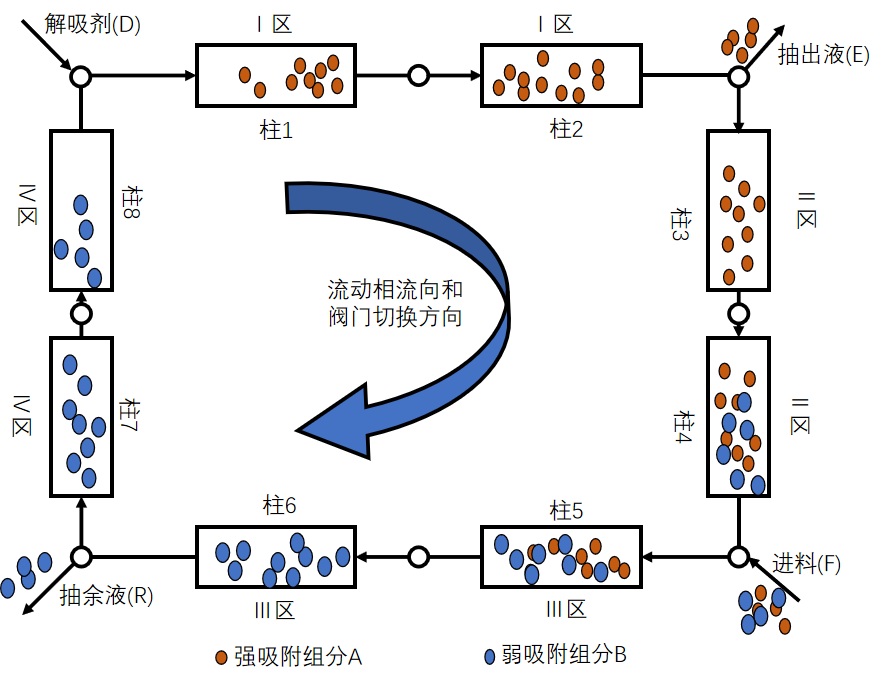 解吸剂(D)
Ⅰ区
Ⅰ区
抽出液(E)
柱1
柱2
Ⅳ区
柱8
柱3
Ⅱ区
流动相流向和
阀门切换方向
Ⅳ区
柱7
柱4
Ⅱ区
柱6
柱5
抽余液(R)
Ⅲ区
Ⅲ区
进料(F)
强吸附组分A
弱吸附组分B